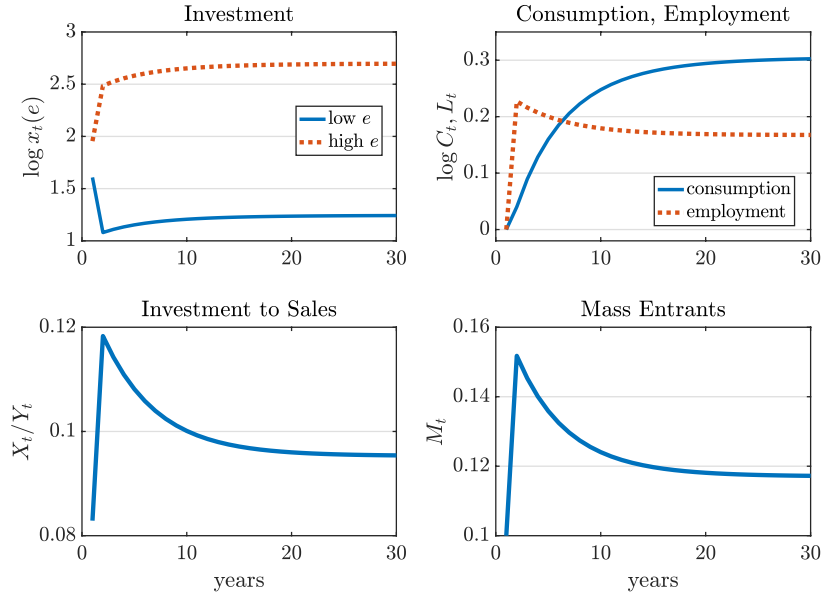 Investment
3
2.5
2
1.5
1
log x_t(e)
low e
high e
0 10 20 30
Consumption, Employment
0.3
0.2
0.1
0
log C_t, L_t
consumption
employment
0 10 20 30
Investment to Sales
0.12
0.1
0.08
X_t/Y_t
0 10 20 30
years
Mass Entrants
0.16
0.14
0.12
0.1
M_t
0 10 20 30
years